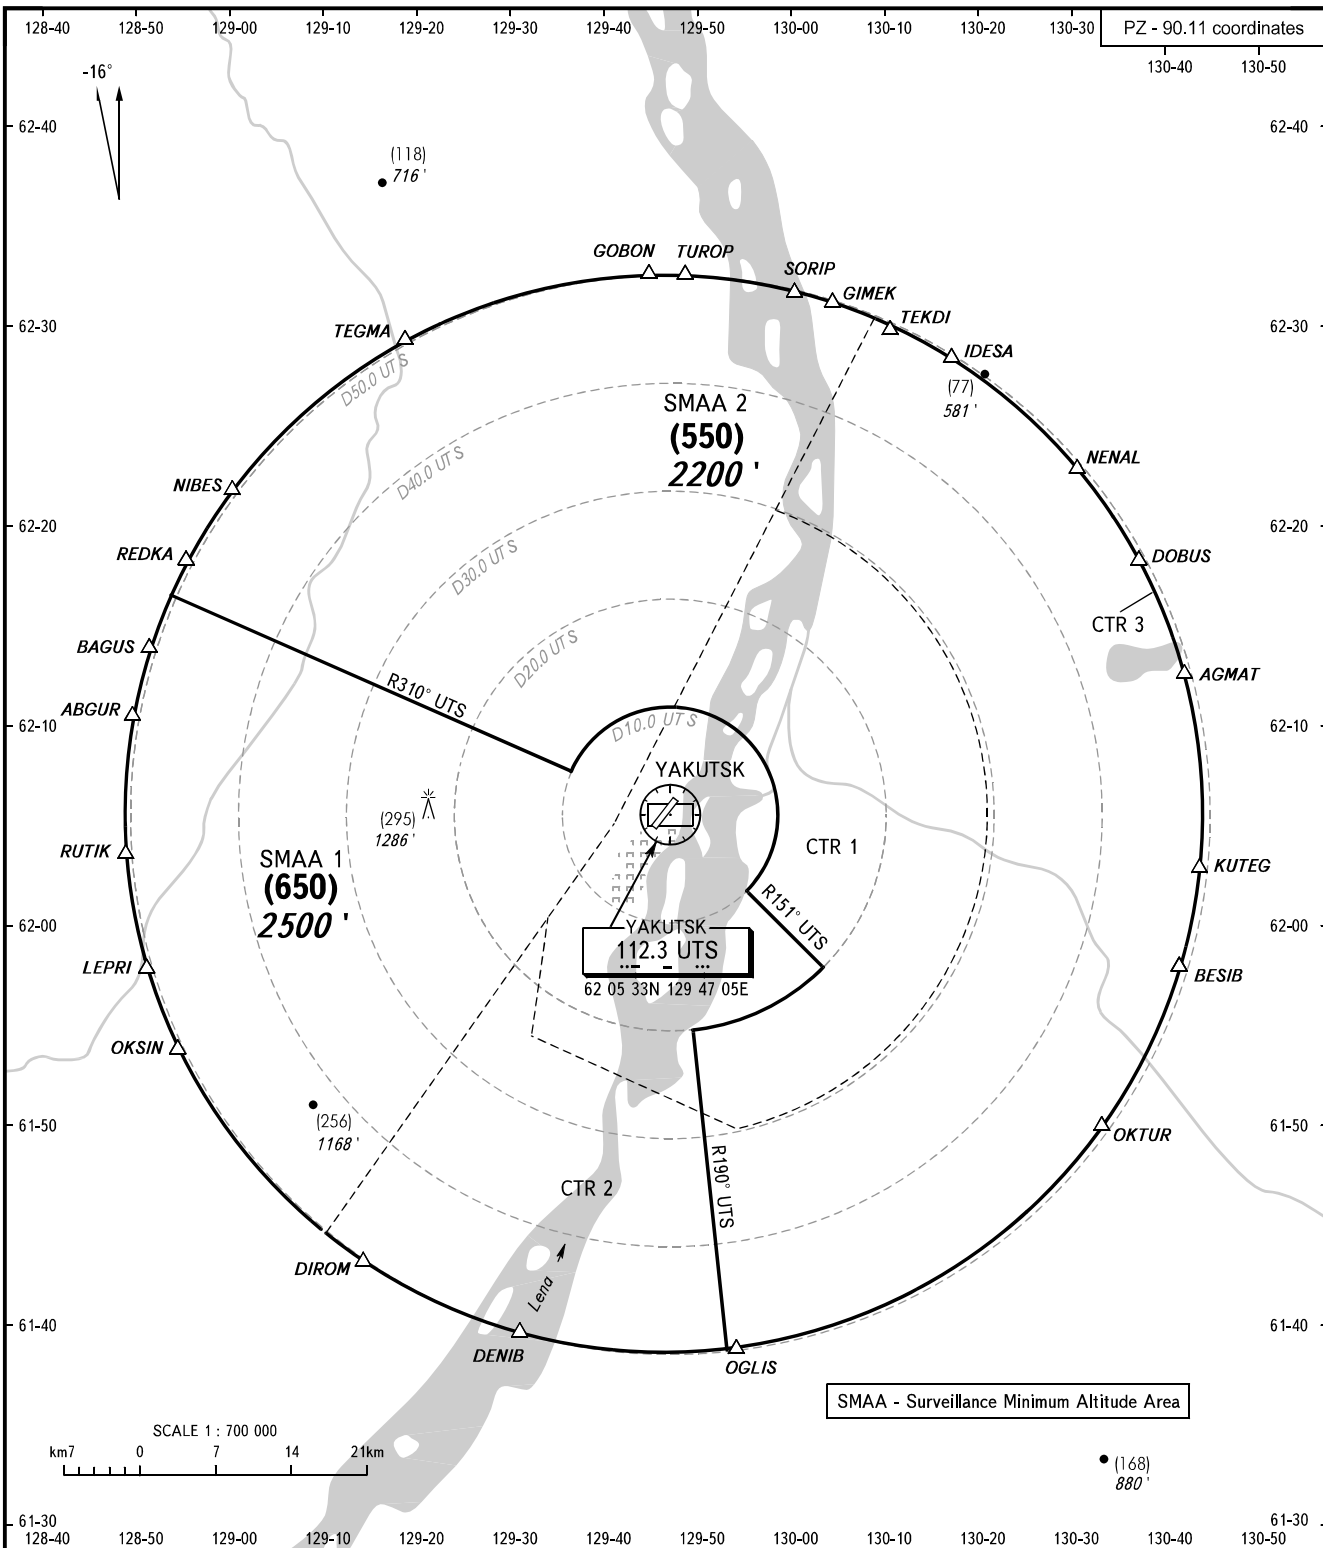 128-40 128-50 129-00 129-10 129-20 129-40 129-50 130-00 130-10 130-20 130-30
PZ - 90.11 coordinates
130-40 130-50
-16°
62-40 62-40
(118)
716 '
GOBON TUROP
SORIP
GIMEK
TEKDI
62-30 62-30
TEGMA
IDESA
D50.0 UTS
(77)
581 '
SMAA 2
(550)
2200 '
D40.0 UTS
NENAL
NIBES
62-20 62-20
REDKA
D30.0 UTS
DOBUS
CTR 3
BAGUS
D20.0 UTS
AGMAT
R310° UTS
ABGUR
62-10 62-10
D10.0 UTS
YAKUTSK
(295)
1286 '
CTR 1
RUTIK
SMAA 1
(650)
2500 '
KUTEG
R151° UTS
62-00 62-00
YAKUTSK
112.3 UTS
62 05 33N 129 47 05E
LEPRI
BESIB
OKSIN
(256)
1168 '
61-50 61-50
OKTUR
R190° UTS
CTR 2
DIROM
Lena
61-40 61-40
DENIB
OGLIS
SMAA - Surveillance Minimum Altitude Area
SCALE 1 : 700 000
km7 0 7 14 21km
(168)
880 '
61-30 61-30
128-40 128-50 129-00 129-10 129-20 129-30 129-40 129-50 130-00 130-10 130-20 130-30 130-40 130-50